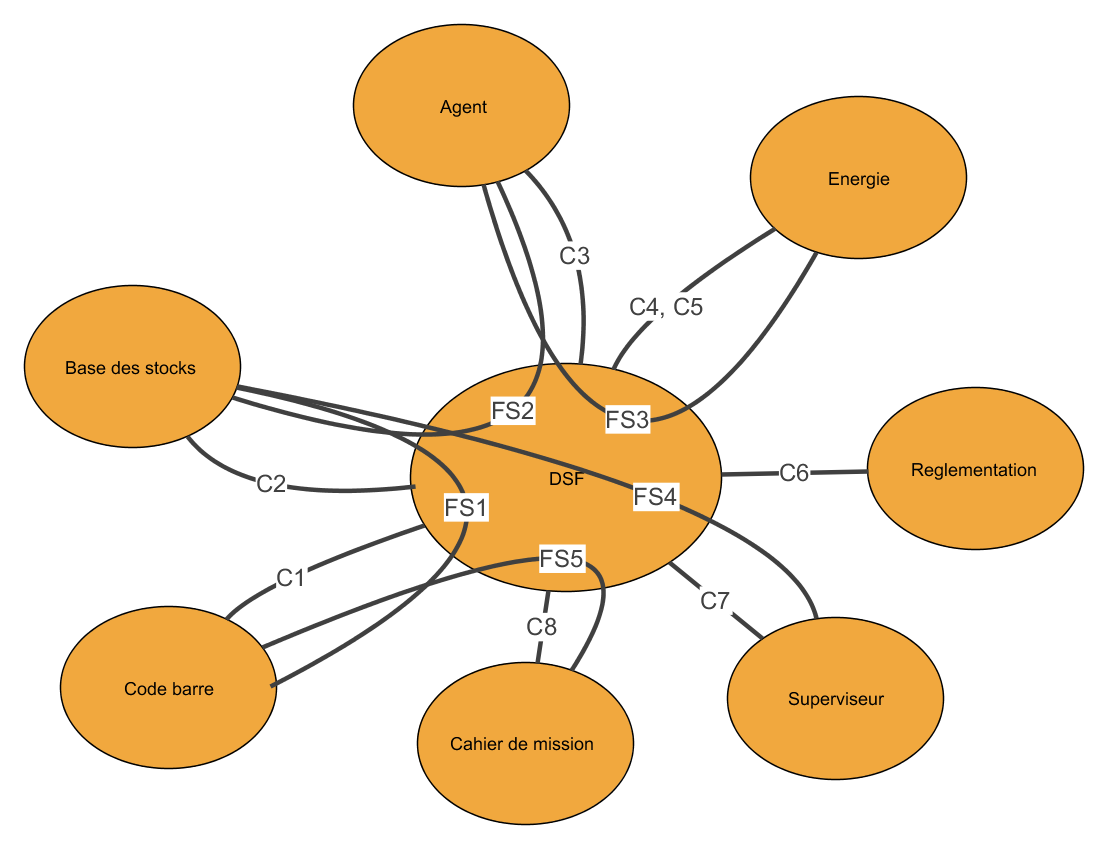 Agent
Energie
C3
C4, C5
Base des stocks
FS2
FS3
Reglementation
C6
DSF
C2
FS4
FS1
FS5
C1
C7
C8
Code barre
Superviseur
Cahier de mission